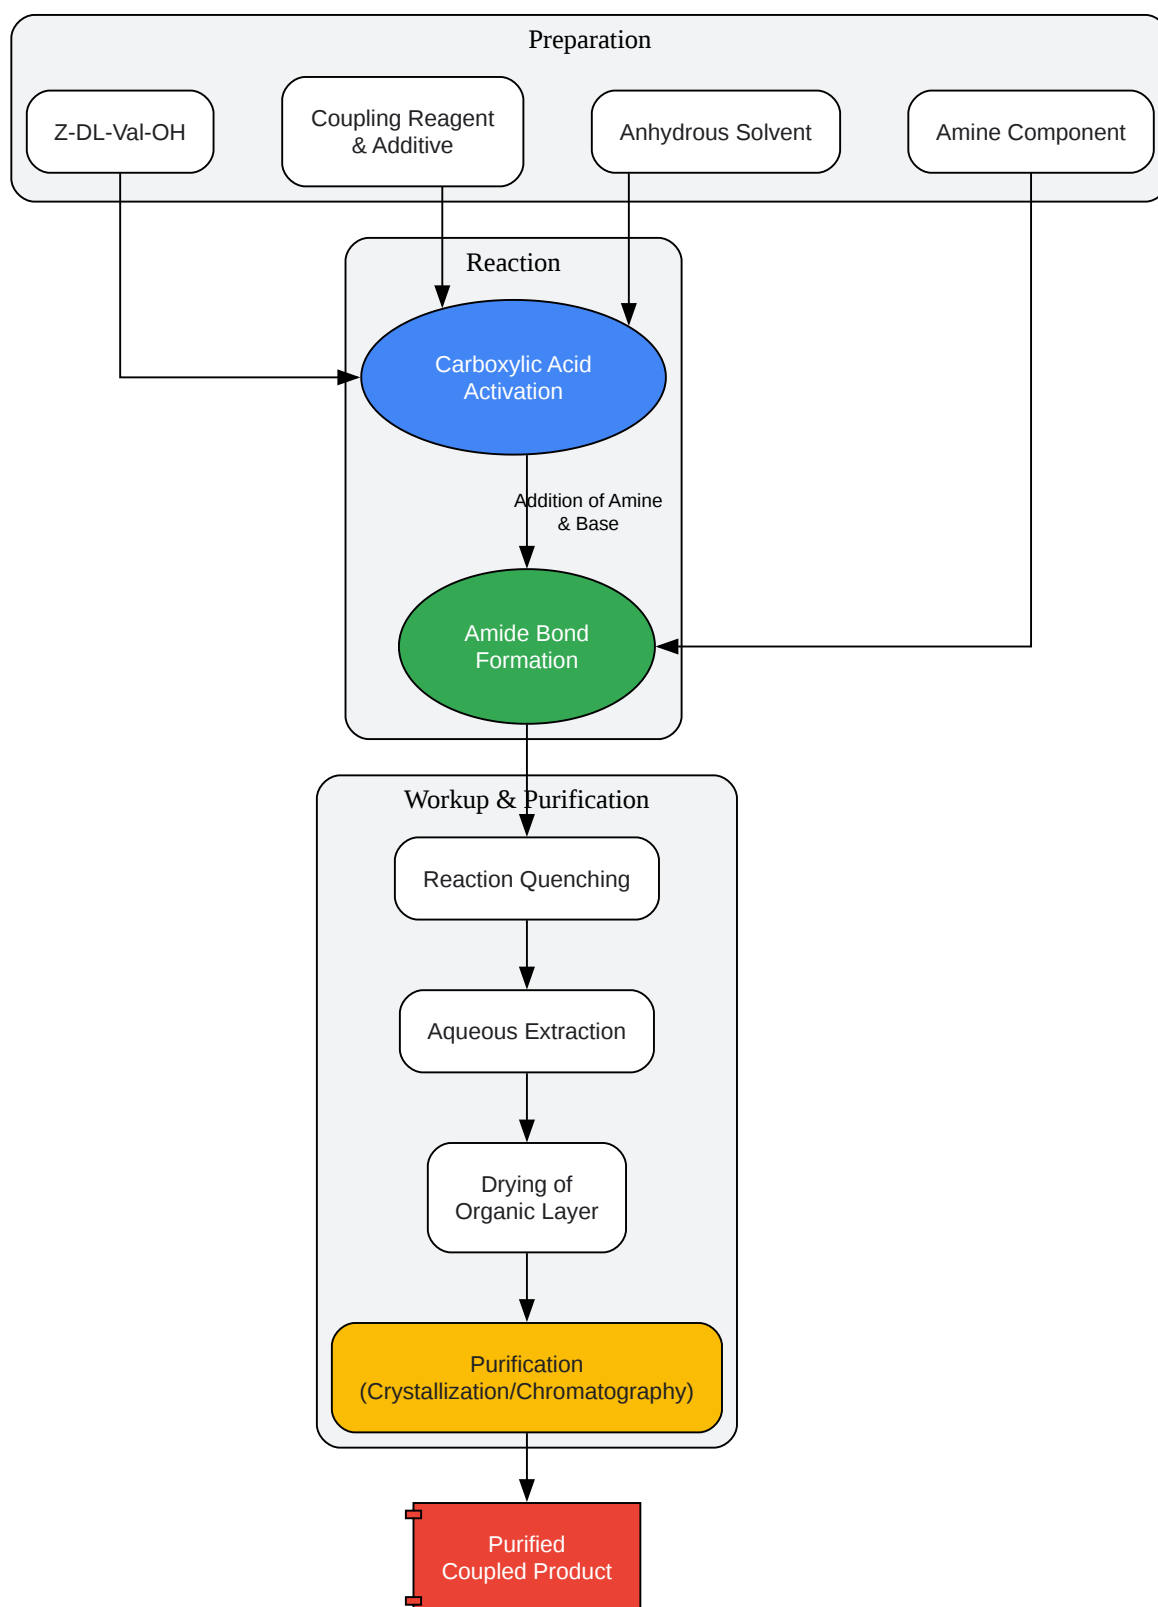 Preparation
Z-DL-Val-OH
Coupling Reagent
& Additive
Anhydrous Solvent
Amine Component
Reaction
Carboxylic Acid
Activation
Addition of Amine
& Base
Amide Bond
Formation
Workup & Purification
Reaction Quenching
Aqueous Extraction
Drying of
Organic Layer
Purification
(Crystallization/Chromatography)
Purified
Coupled Product